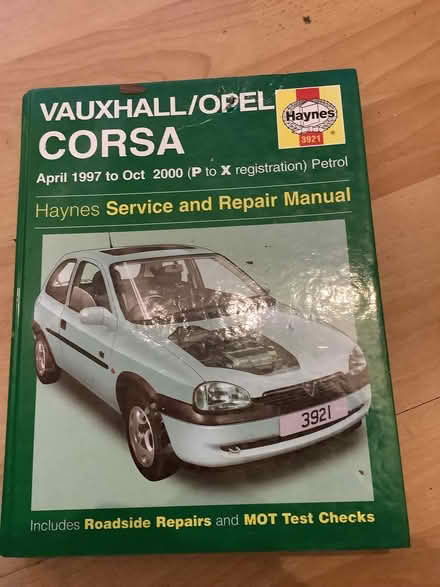 VAUXHALL/OPEL
CORSA
Haynes
3921
April 1997 to Oct 2000 (P to X registration) Petrol
Haynes Service and Repair Manual
3921
Includes Roadside Repairs and MOT Test Checks